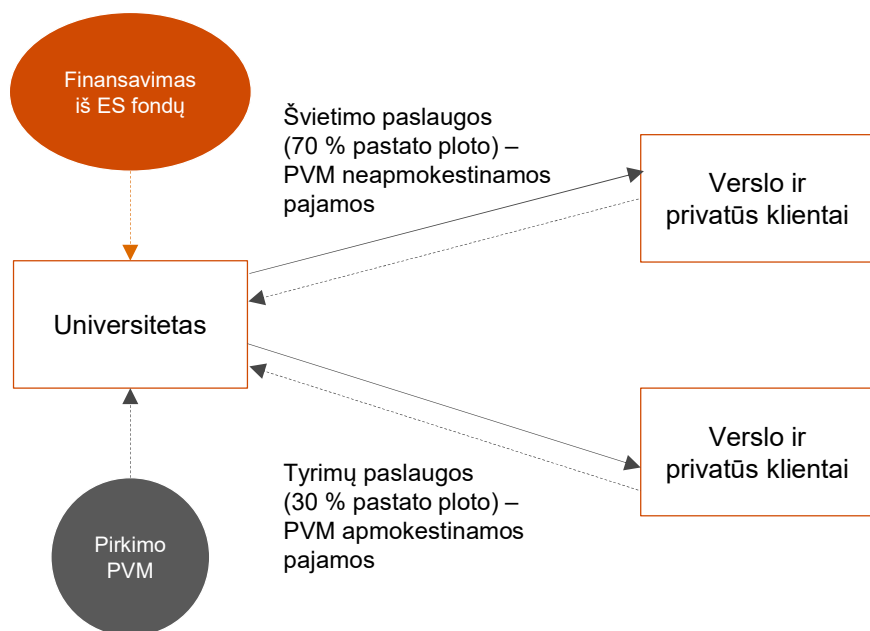 Finansavimas
iš ES fondų
Švietimo paslaugos
(70 % pastato ploto) –
PVM neapmokestinamos
pajamos
Verslo ir
privatūs klientai
Universitetas
Verslo ir
privatūs klientai
Tyrimų paslaugos
(30 % pastato ploto) –
PVM apmokestinamos
pajamos
Pirkimo
PVM